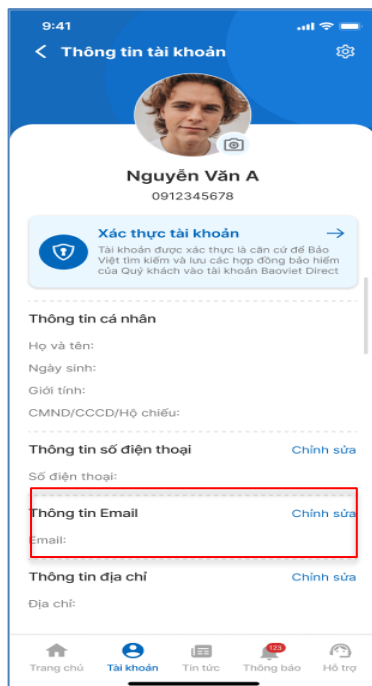 9:41
Thông tin tài khoản
Nguyễn Văn A
0912345678
Xác thực tài khoản
Tài khoản được xác thực là căn cứ để Bảo
Việt tìm kiếm và lưu các hợp đồng bảo hiểm
của Quý khách vào tài khoản Baoviet Direct
Thông tin cá nhân
Họ và tên:
Ngày sinh:
Giới tính:
CMND/CCCD/Hộ chiếu:
Thông tin số điện thoại Chỉnh sửa
Số điện thoại:
Thông tin Email Chỉnh sửa
Email:
Thông tin địa chỉ Chỉnh sửa
Địa chỉ:
123
Trang chủ Tài khoản Tin tức Thông báo Hỗ trợ